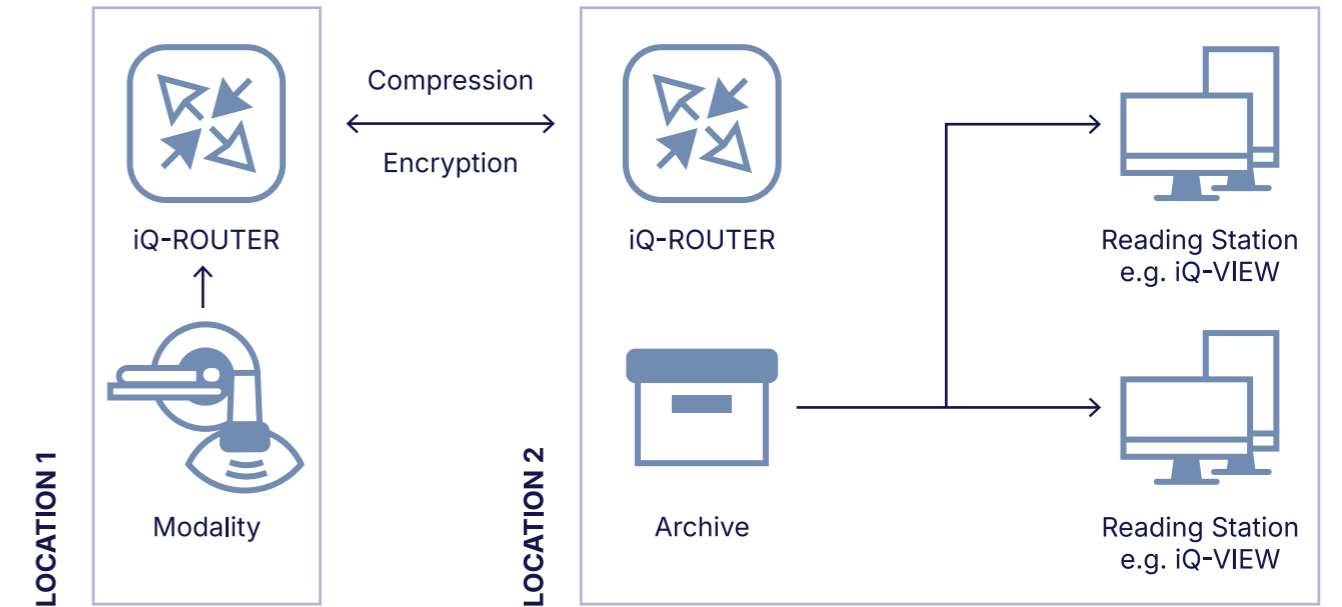 LOCATION 1
iQ-ROUTER
Modality
Compression
Encryption
LOCATION 2
iQ-ROUTER
Archive
Reading Station
e.g. iQ-VIEW
Reading Station
e.g. iQ-VIEW